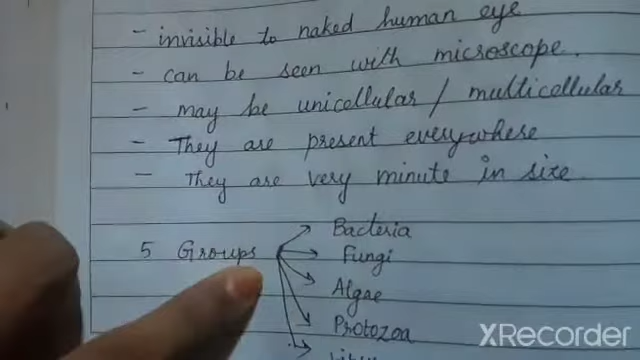 - invisible to naked human eye
- can be seen with microscope.
- may be unicellular / multicellular
- They are present everywhere
- They are very minute in size
5 Groups
Bacteria
Fungi
Algae
Protozoa
XRecorder